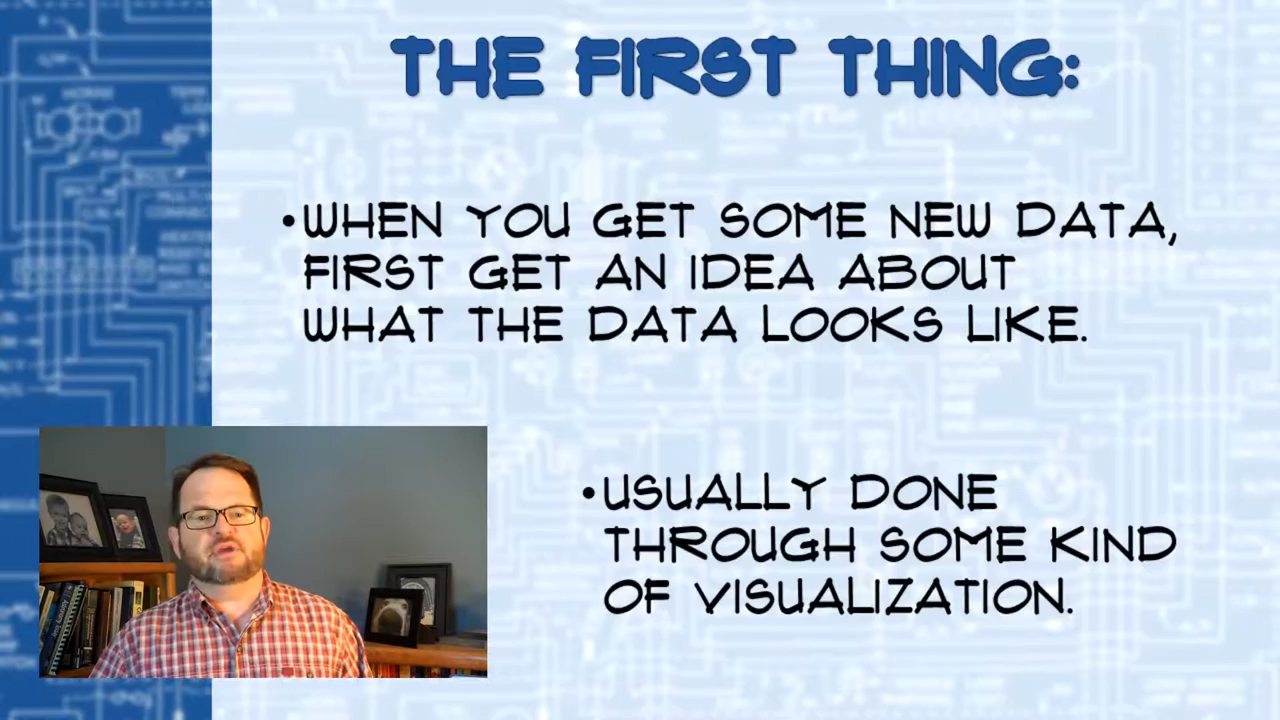 THE FIRST THING:
•WHEN YOU GET SOME NEW DATA,
FIRST GET AN IDEA ABOUT
WHAT THE DATA LOOKS LIKE.
•USUALLY DONE
THROUGH SOME KIND
OF VISUALIZATION.